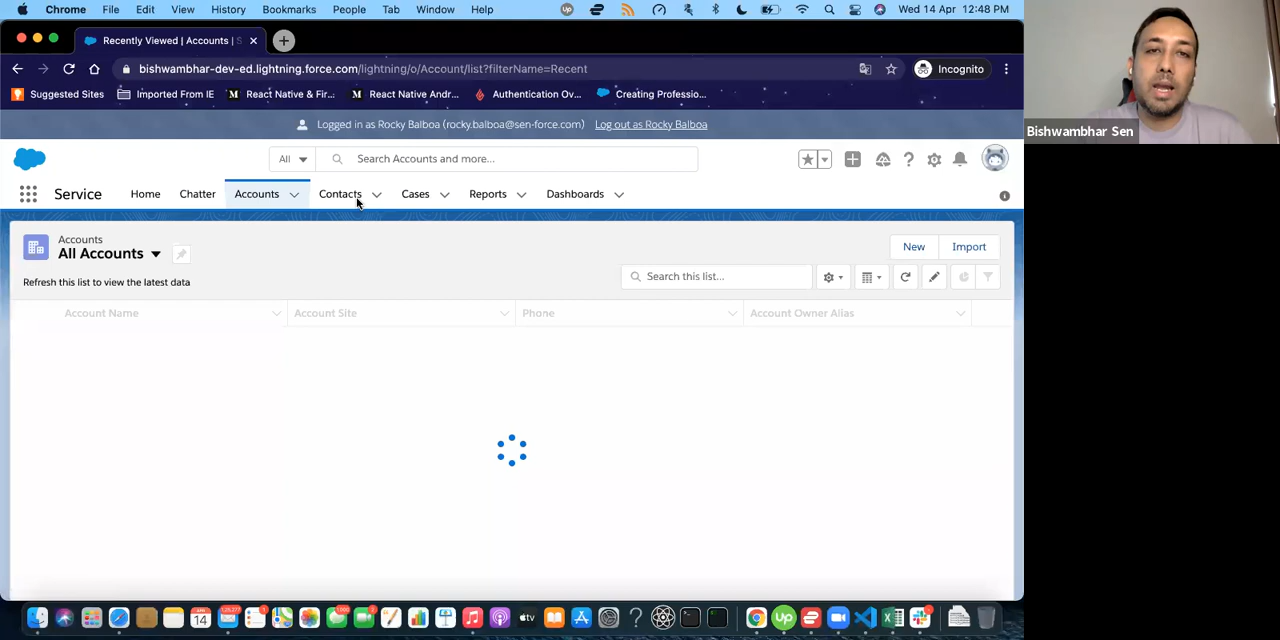 Chrome File Edit View History Bookmarks People Tab Window Help Up Wed 14 Apr 12:48 PM
Recently Viewed | Accounts | S
bishwambhar-dev-ed.lightning.force.com/lightning/o/Account/list?filterName=Recent Incognito
Suggested Sites Imported From IE React Native & Fir... React Native Andr... Authentication Ov... Creating Professio...
Logged in as Rocky Balboa (rocky.balboa@sen-force.com) Log out as Rocky Balboa
Bishwambhar Sen
All Search Accounts and more...
Service Home Chatter Accounts Contacts Cases Reports Dashboards
Accounts
All Accounts
New Import
Refresh this list to view the latest data
Search this list...
Account Name Account Site Phone Account Owner Alias
APR
14
tv
Up